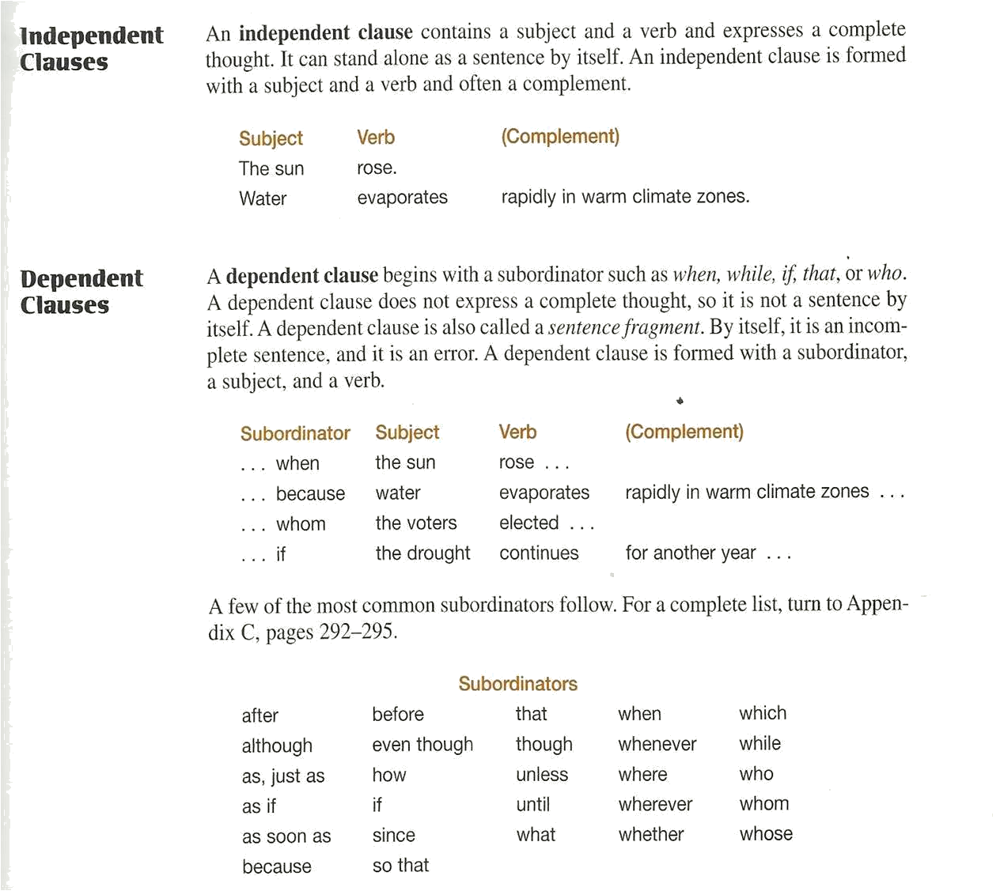 Independent
Clauses
An independent clause contains a subject and a verb and expresses a complete
thought. It can stand alone as a sentence by itself. An independent clause is formed
with a subject and a verb and often a complement.
Subject Verb (Complement)
The sun rose.
Water evaporates rapidly in warm climate zones.
Dependent
Clauses
A dependent clause begins with a subordinator such as when, while, if, that, or who.
A dependent clause does not express a complete thought, so it is not a sentence by
itself. A dependent clause is also called a sentence fragment. By itself, it is an incom-
plete sentence, and it is an error. A dependent clause is formed with a subordinator,
a subject, and a verb.
Subordinator Subject Verb (Complement)
. . . when the sun rose . . .
. . . because water evaporates rapidly in warm climate zones . . .
. . . whom the voters elected . . .
. . . if the drought continues for another year . . .
A few of the most common subordinators follow. For a complete list, turn to Appen-
dix C, pages 292–295.
Subordinators
after before that when which
although even though though whenever while
as, just as how unless where who
as if if until wherever whom
as soon as since what whether whose
because so that